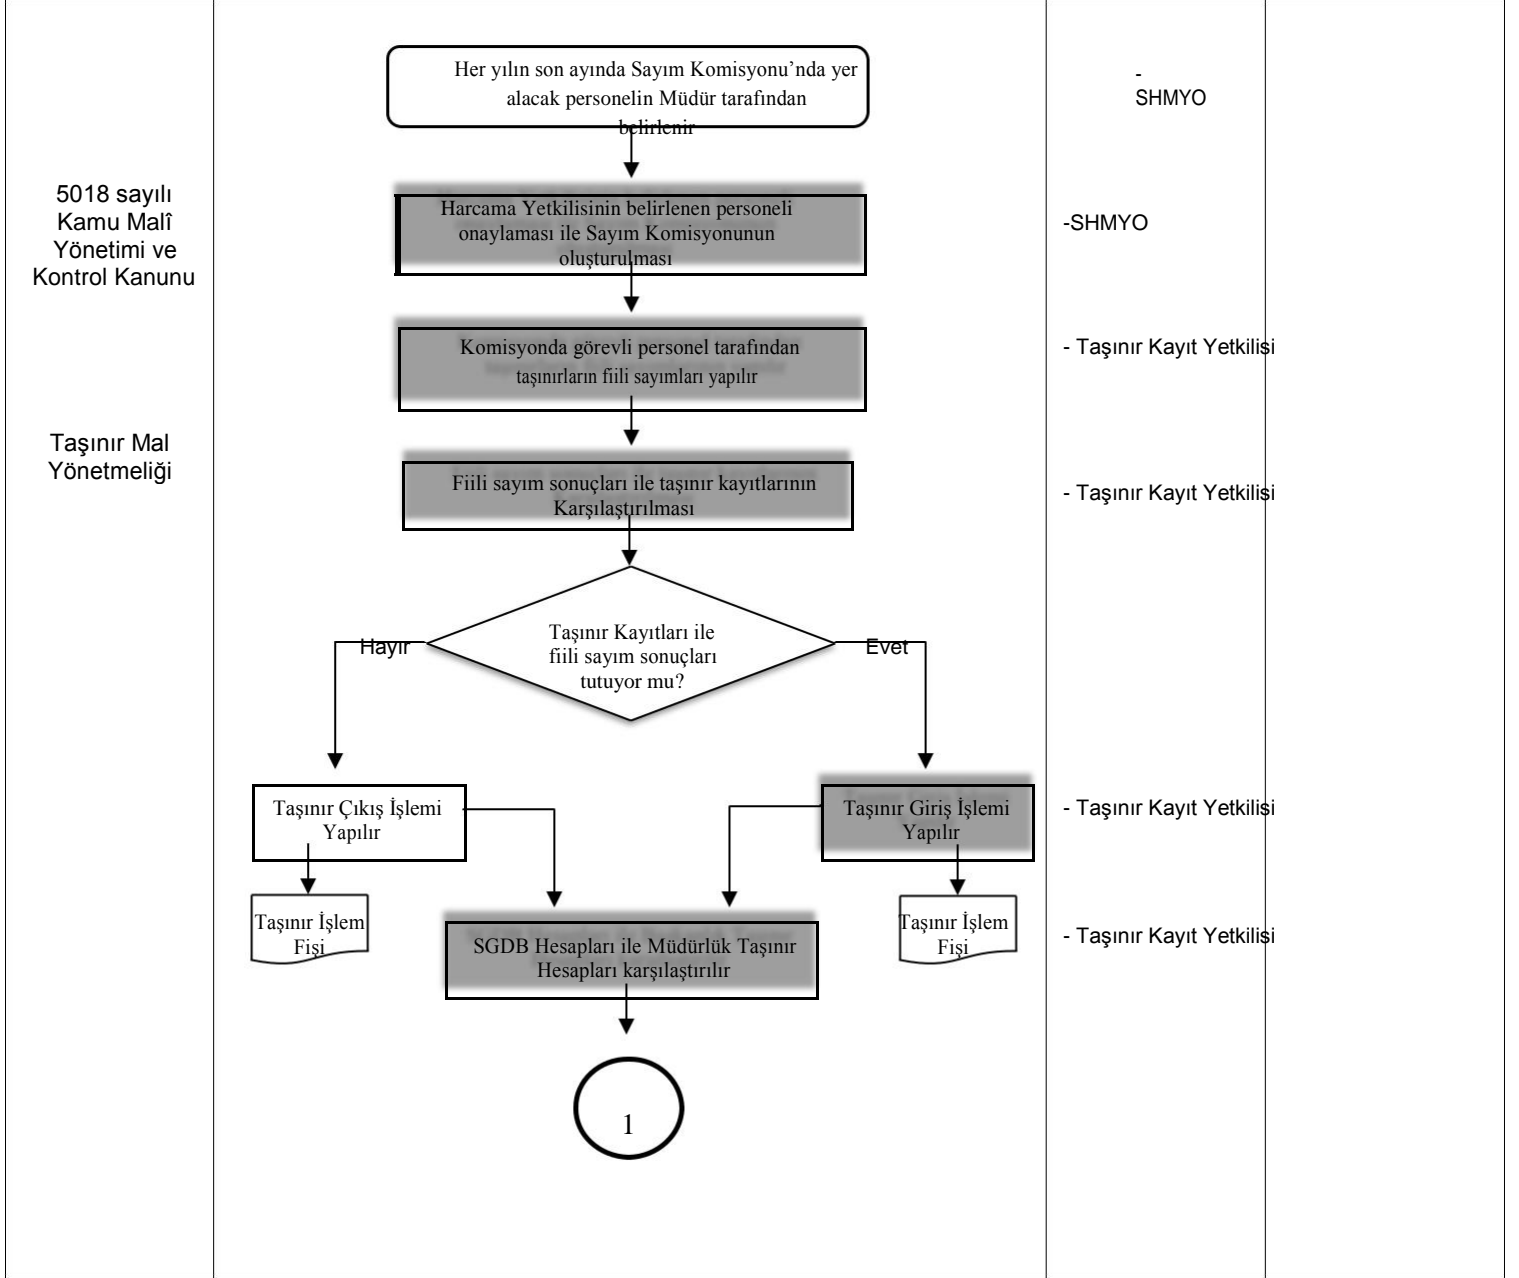 Her yilin son ayında Sayım Komisyonu’nda yer
alacak personelin Müdür tarafından
belirlenir
-
SHMYO
5018 sayılı
Kamu Malî
Yönetimi ve
Kontrol Kanunu
Harcama Yetkilisinin belirlenen personeli
onaylaması ile Sayım Komisyonunun
oluşturulması
-SHMYO
Komisyonda görevli personel tarafından
taşınırların fiili sayımları yapılır
- Taşınır Kayıt Yetkilisi
Taşınır Mal
Yönetmeliği
Fiili sayım sonuçları ile taşınır kayıtlarının
Karşılaştırılması
- Taşınır Kayıt Yetkilisi
Taşınır Kayıtları ile
fiili sayım sonuçları
tutuyor mu?
Hayır
Evet
Taşınır Çıkış İşlemi
Yapılır
Taşınır Giriş İşlemi
Yapılır
- Taşınır Kayıt Yetkilisi
Taşınır İşlem
Fişi
SGDB Hesapları ile Müdürlük Taşınır
Hesapları karşılaştırılır
Taşınır İşlem
Fişi
- Taşınır Kayıt Yetkilisi
1